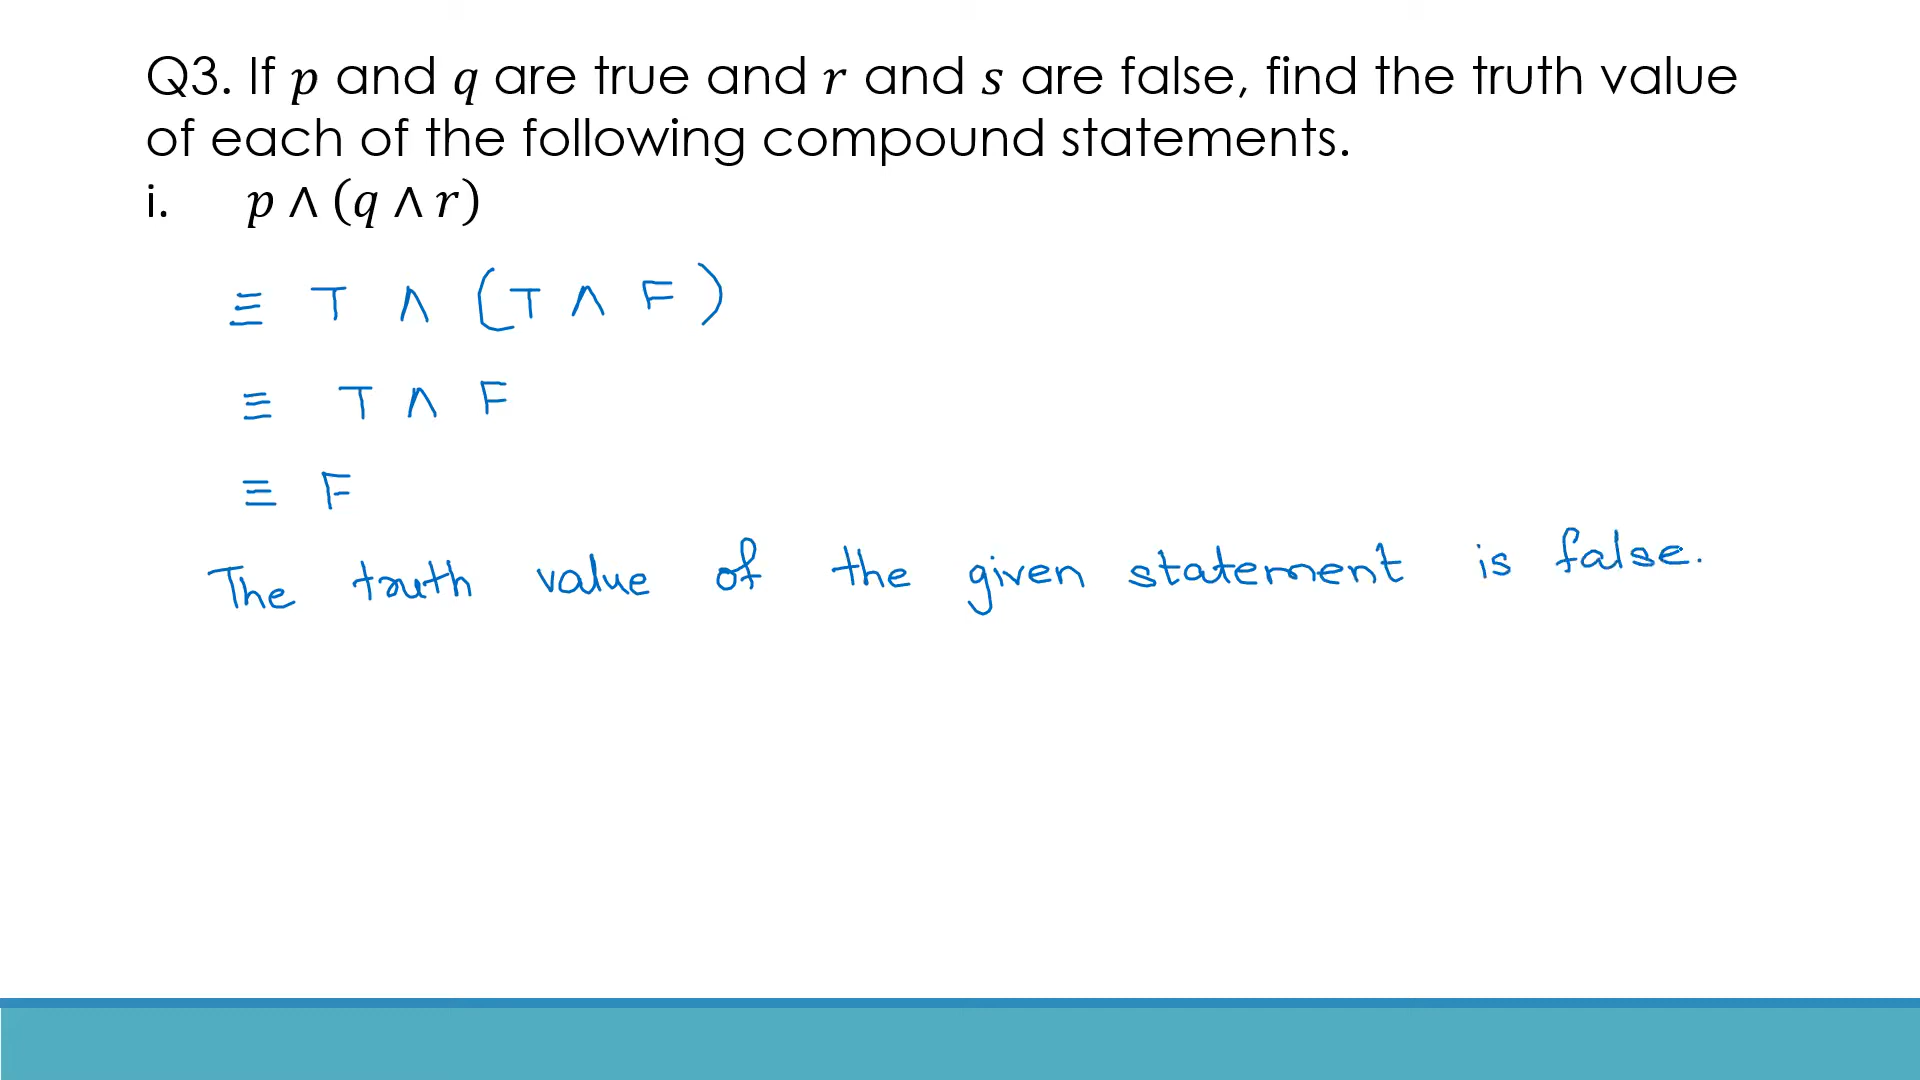 Q3. If p and q are true and r and s are false, find the truth value
of each of the following compound statements.
i. p ∧ (q ∧ r)
≡ T ∧ (T ∧ F)
≡ T ∧ F
≡ F
The truth value of the given statement is false.